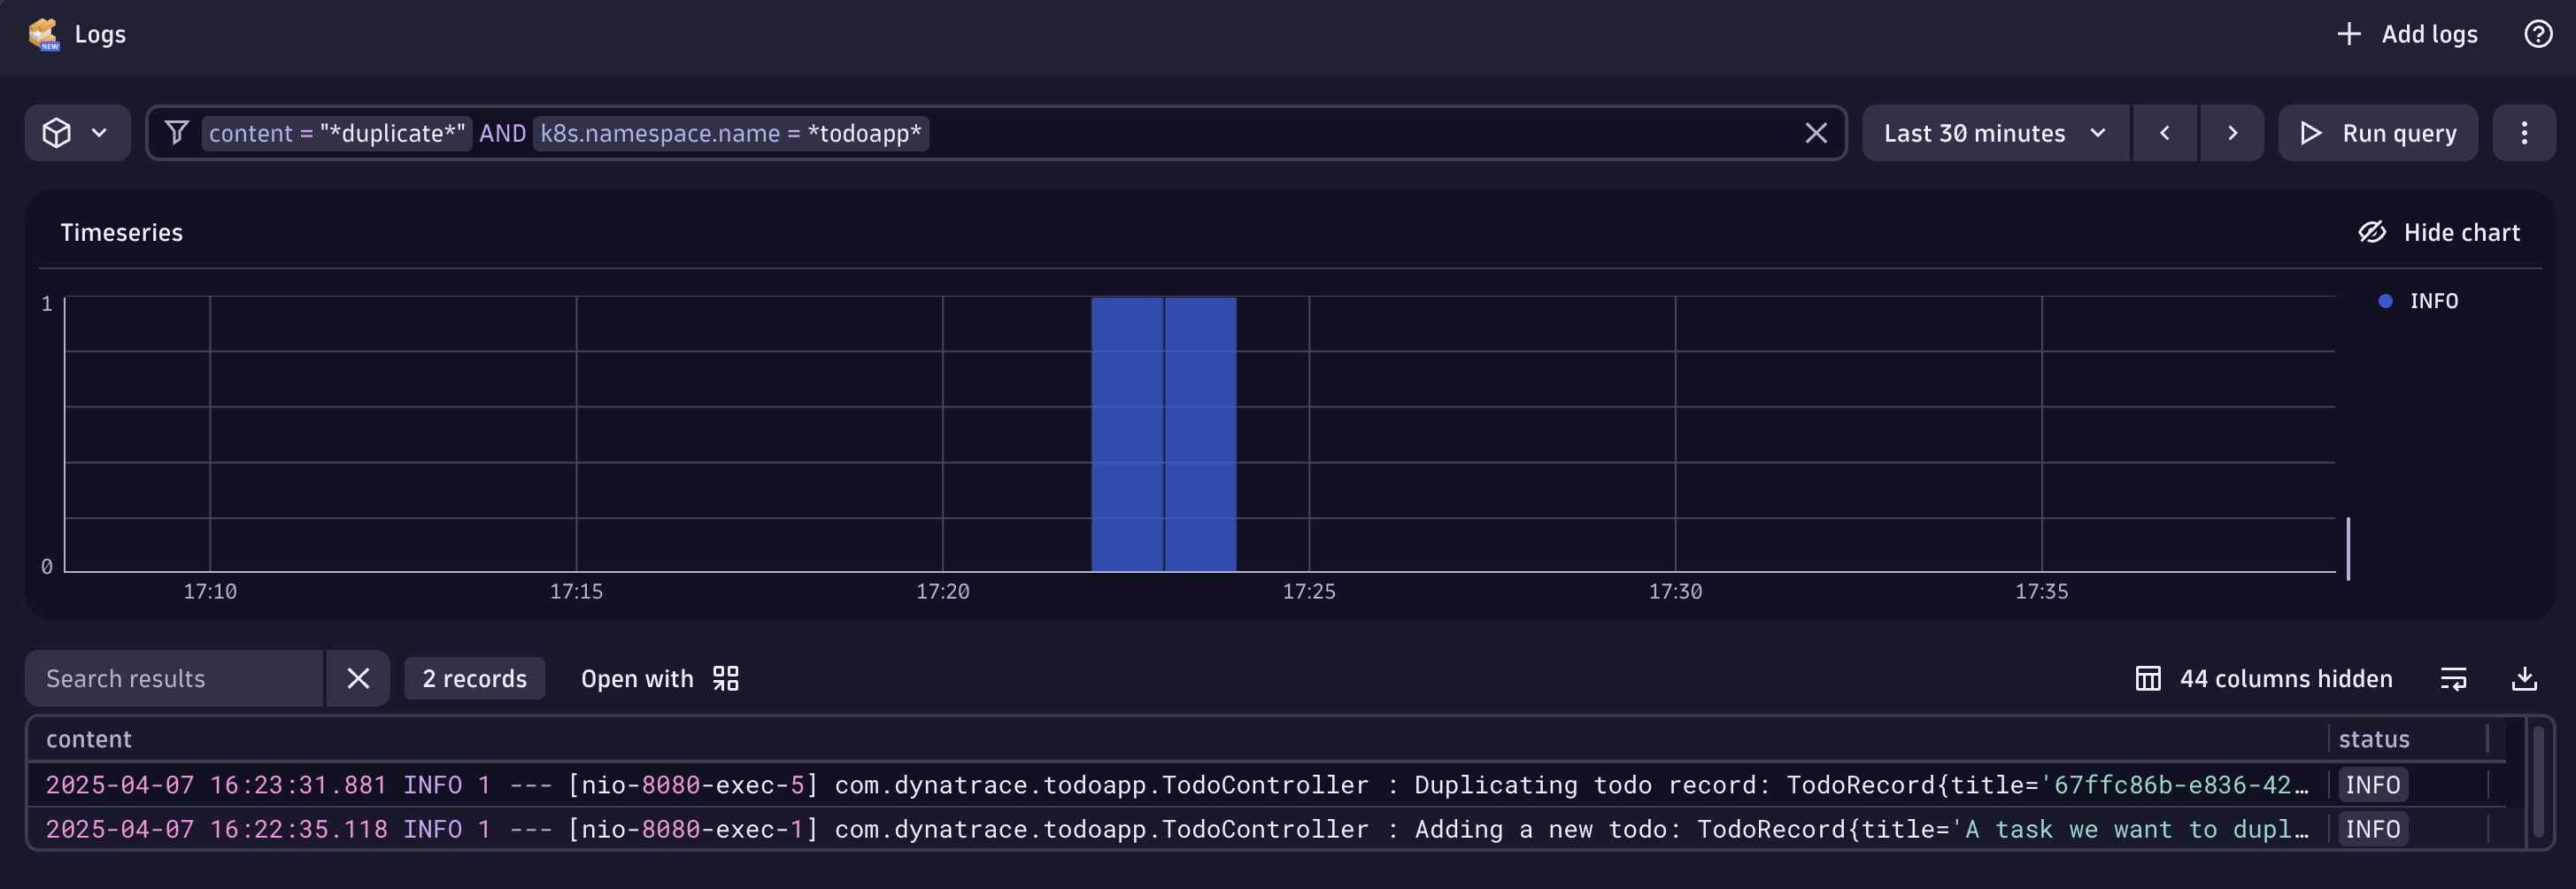 NEW Logs + Add logs
content = "*duplicate*" AND k8s.namespace.name = *todoapp* Last 30 minutes Run query
Timeseries Hide chart
1
0
INFO
17:10 17:15 17:20 17:25 17:30 17:35
Search results 2 records Open with 44 columns hidden
content status
2025-04-07 16:23:31.881 INFO 1 --- [nio-8080-exec-5] com.dynatrace.todoapp.TodoController : Duplicating todo record: TodoRecord{title='67ffc86b-e836-42… INFO
2025-04-07 16:22:35.118 INFO 1 --- [nio-8080-exec-1] com.dynatrace.todoapp.TodoController : Adding a new todo: TodoRecord{title='A task we want to dupl… INFO